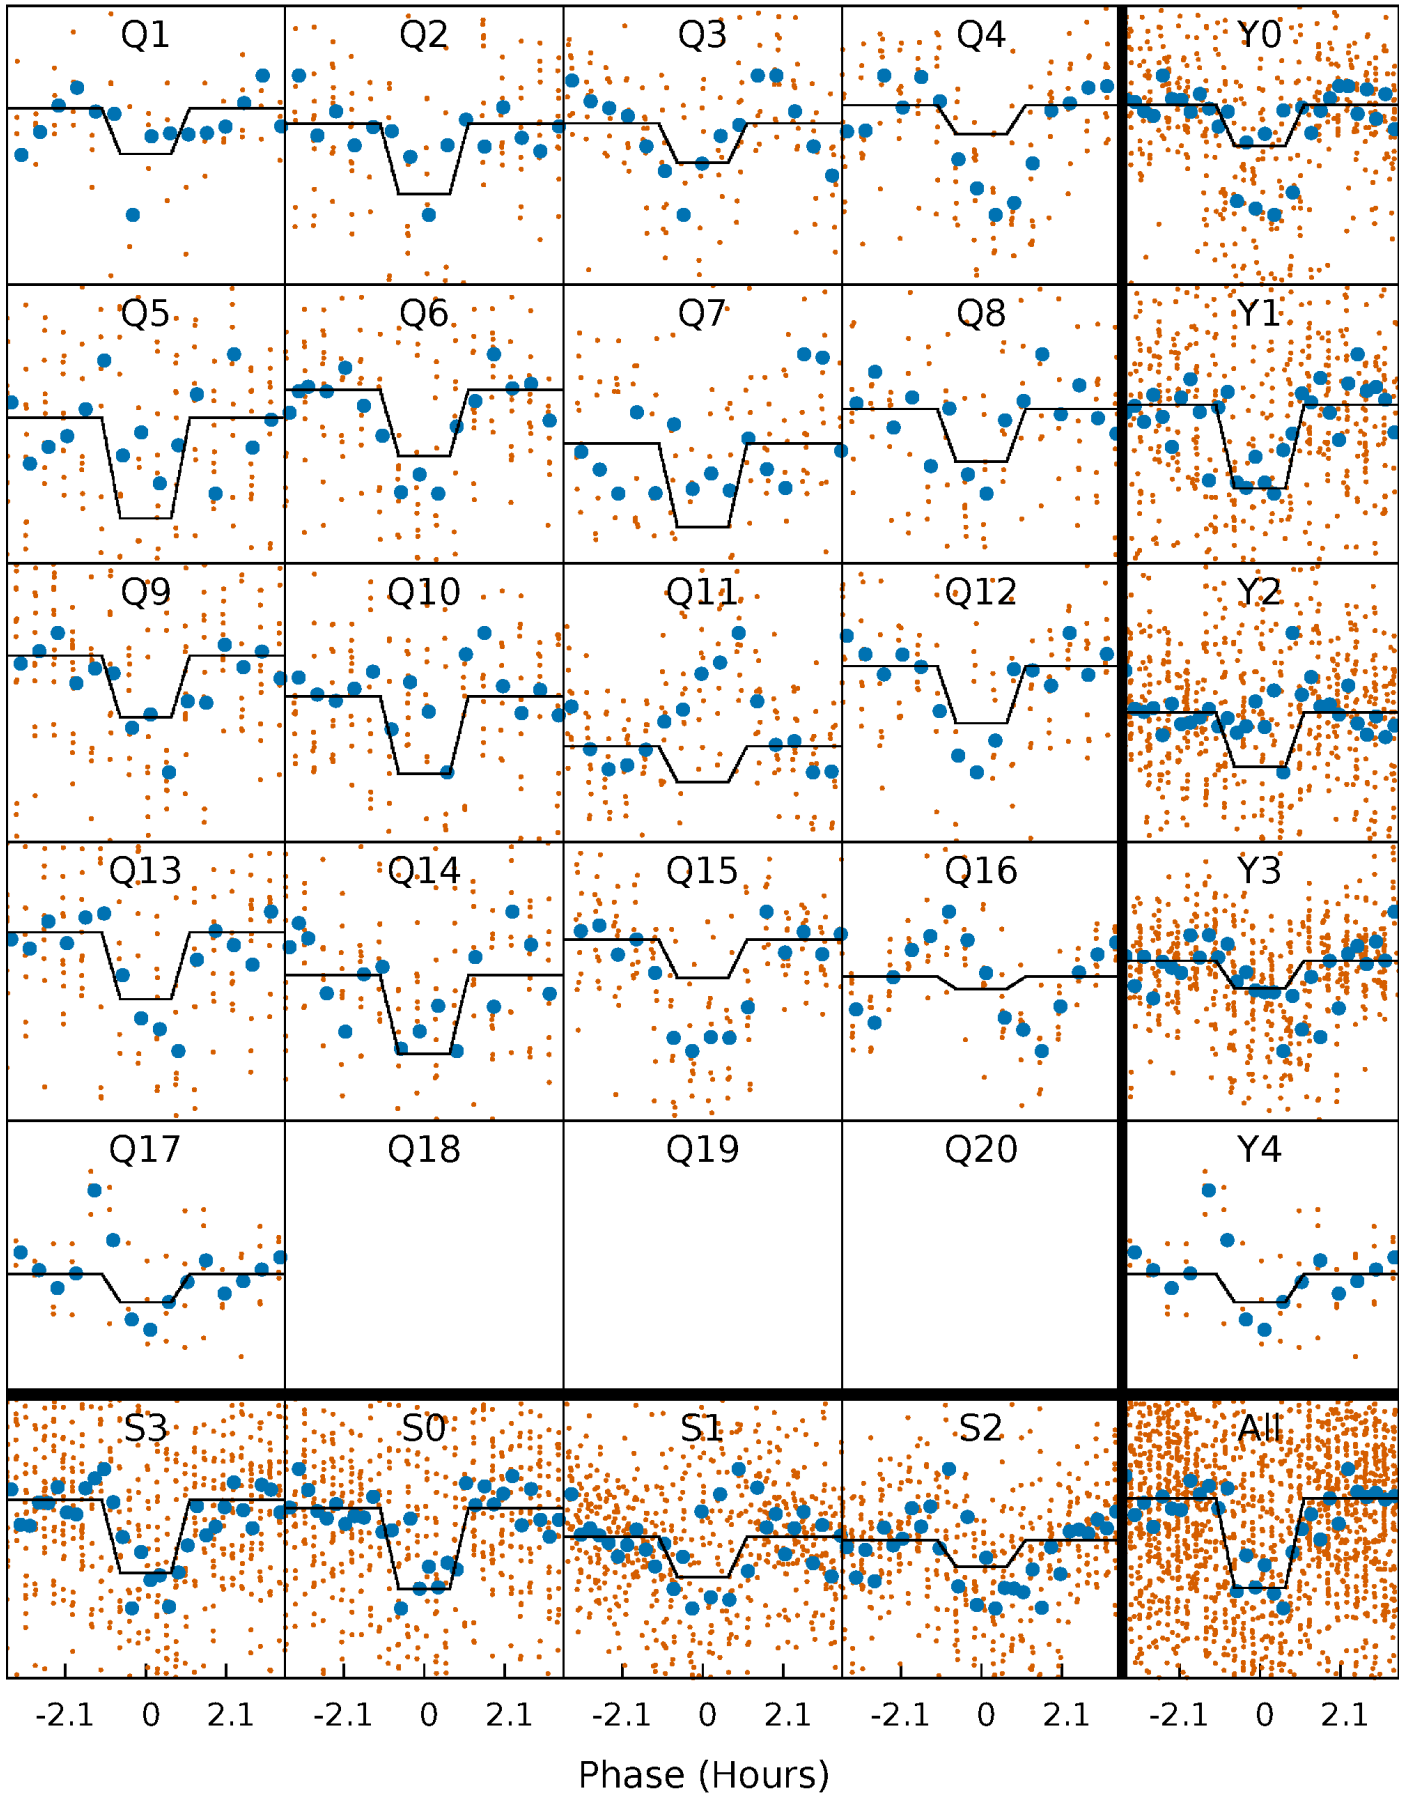 Q1 Q2 Q3 Q4 Y0
Q5 Q6 Q7 Q8 Y1
Q9 Q10 Q11 Q12 Y2
Q13 Q14 Q15 Q16 Y3
Q17 Q18 Q19 Q20 Y4
S3 S0 S1 S2 All
-2.1 0 2.1 -2.1 0 2.1 -2.1 0 2.1 -2.1 0 2.1 -2.1 0 2.1
Phase (Hours)